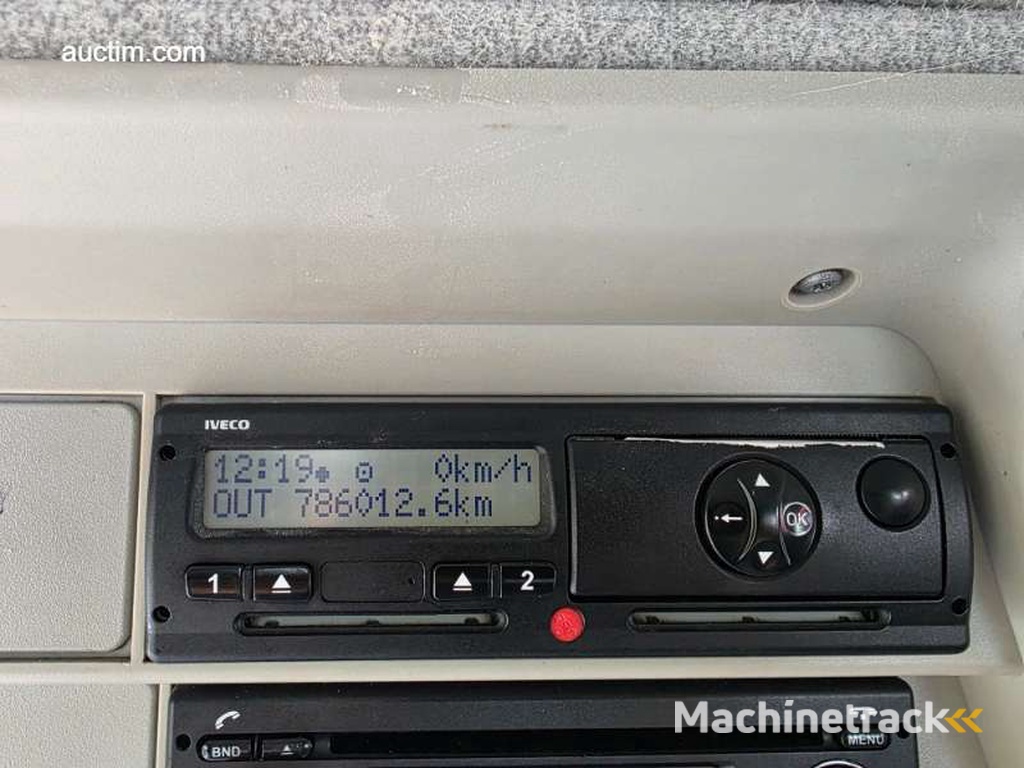 auctim.com
IVECO
12:19 0km/h
OUT 786012.6km
OK
1 2
BND MENU
Machinetrack